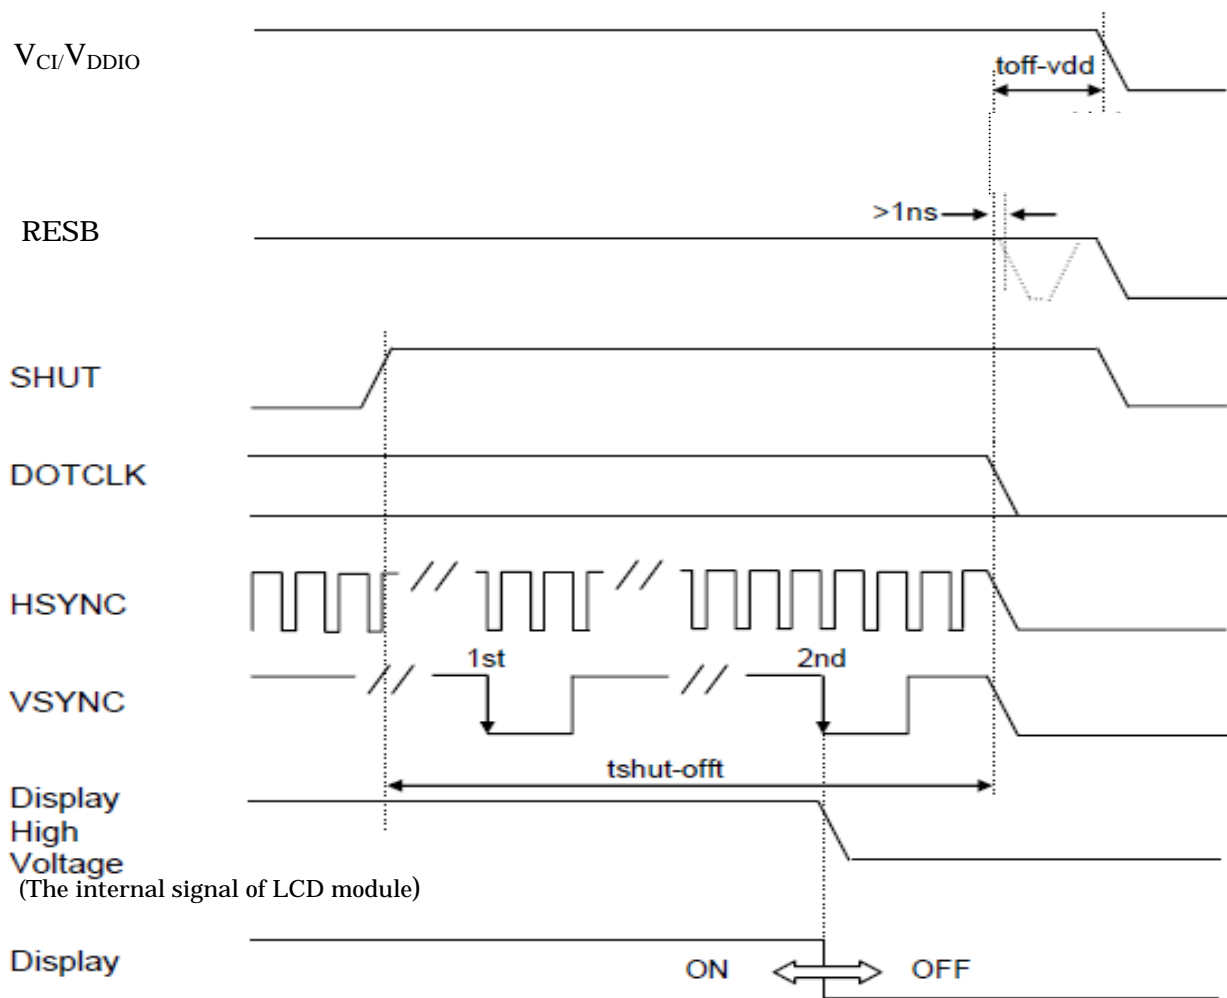 VCI/VDDIO
toff-vdd
>1ns
RESB
SHUT
DOTCLK
HSYNC
1st
2nd
VSYNC
tshut-offt
Display
High
Voltage
(The internal signal of LCD module)
Display
ON
OFF